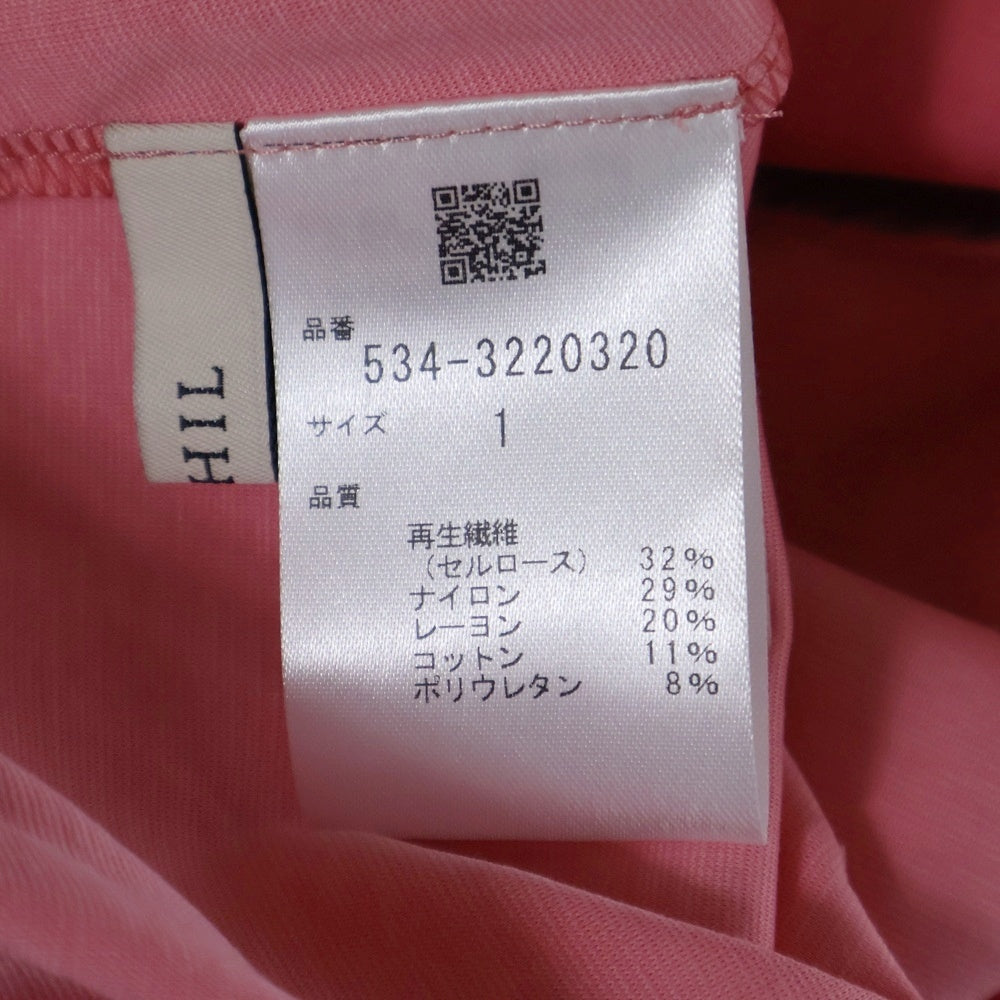 HIL
品番
534-3220320
サイズ 1
品質
再生繊維
(セルロース) 32%
ナイロン 29%
レーヨン 20%
コットン 11%
ポリウレタン 8%